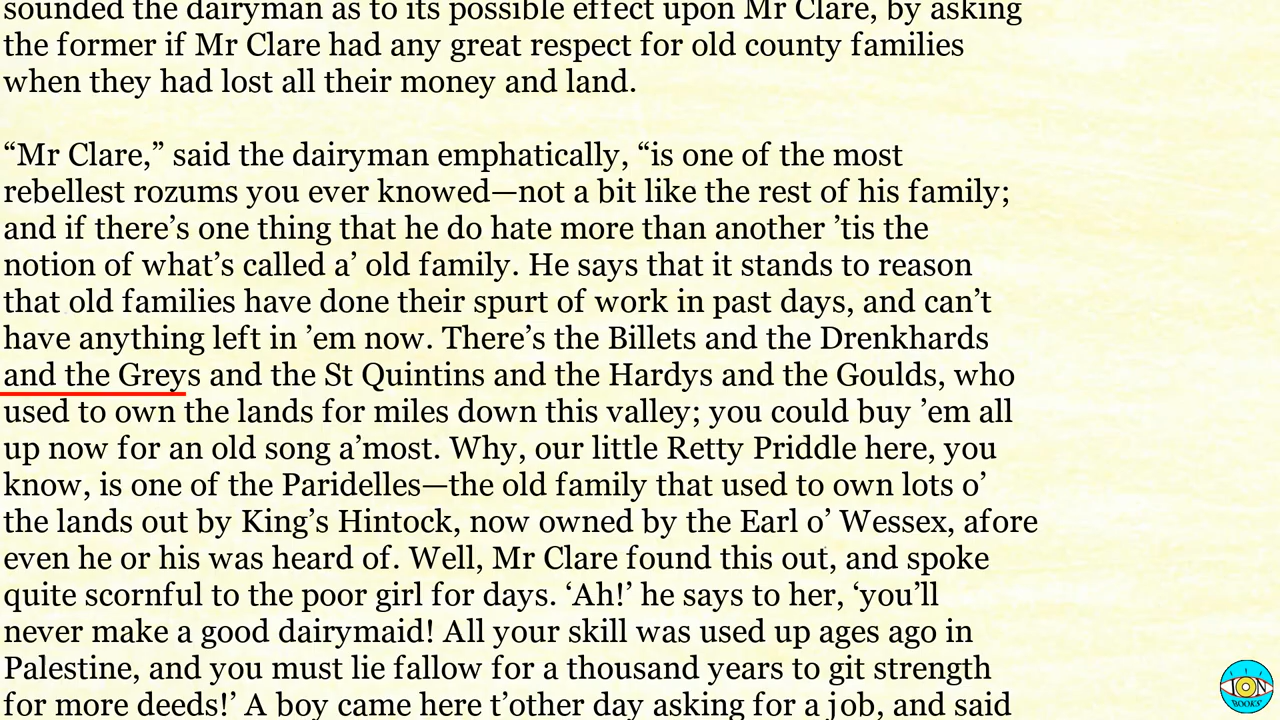 sounded the dairyman as to its possible effect upon Mr Clare, by asking
the former if Mr Clare had any great respect for old county families
when they had lost all their money and land.
“Mr Clare,” said the dairyman emphatically, “is one of the most
rebellest rozums you ever knowed—not a bit like the rest of his family;
and if there’s one thing that he do hate more than another ’tis the
notion of what’s called a’ old family. He says that it stands to reason
that old families have done their spurt of work in past days, and can’t
have anything left in ’em now. There’s the Billets and the Drenkhards
and the Greys and the St Quintins and the Hardys and the Goulds, who
used to own the lands for miles down this valley; you could buy ’em all
up now for an old song a’most. Why, our little Retty Priddle here, you
know, is one of the Paridelles—the old family that used to own lots o’
the lands out by King’s Hintock, now owned by the Earl o’ Wessex, afore
even he or his was heard of. Well, Mr Clare found this out, and spoke
quite scornful to the poor girl for days. ‘Ah!’ he says to her, ‘you’ll
never make a good dairymaid! All your skill was used up ages ago in
Palestine, and you must lie fallow for a thousand years to git strength
for more deeds!’ A boy came here t’other day asking for a job, and said
ION
BOOKS